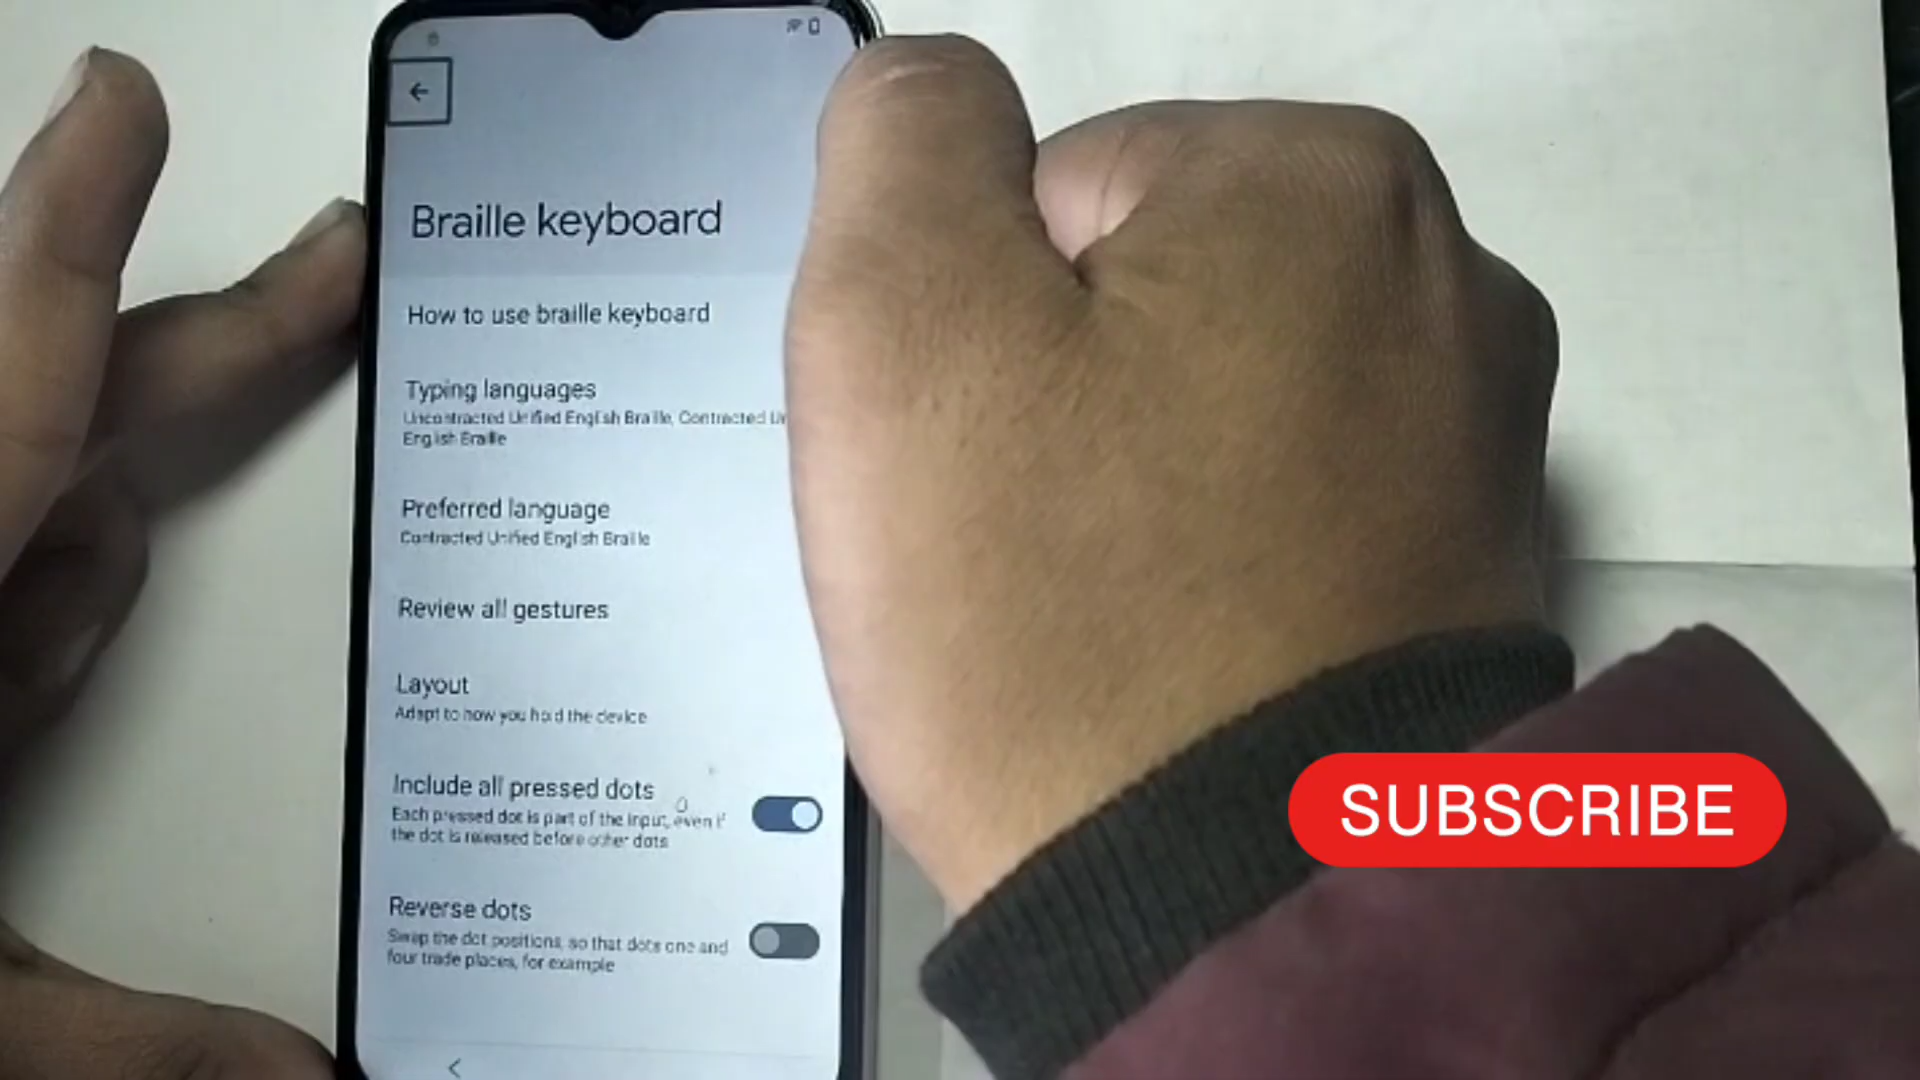 Braille keyboard
How to use braille keyboard
Typing languages
Uncontracted Unified English Braille, Contracted
English Braille
Preferred language
Contracted Unified English Braille
Review all gestures
Layout
Adapt to how you hold the device
Include all pressed dots
Each pressed dot is part of the input, even if
the dot is released before other dots
Reverse dots
Swap the dot positions, so that dots one and
four trade places, for example
SUBSCRIBE